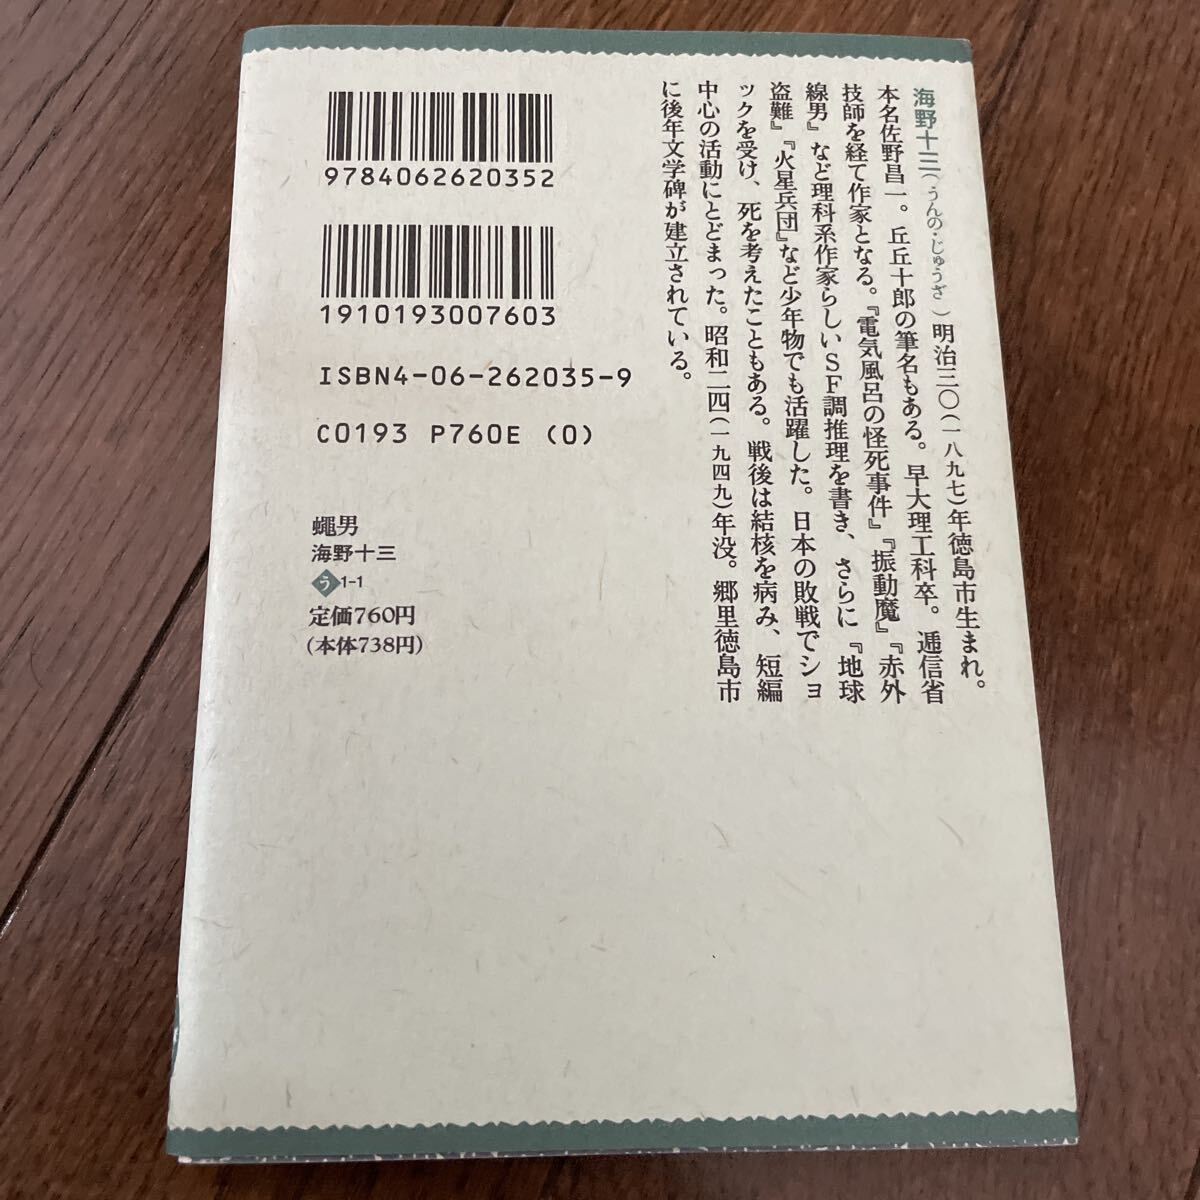 海野十三(うんの・じゅうざ)明治三〇(一八九七)年徳島市生まれ。
本名佐野昌一。丘丘十郎の筆名もある。早大理工科卒。逓信省
技師を経て作家となる。『電気風呂の怪死事件』『振動魔』『赤外
線男』など理科系作家らしいSF調推理を書き、さらに『地球
盗難』『火星兵団』など少年物でも活躍した。日本の敗戦でショ
ックを受け、死を考えたこともある。戦後は結核を病み、短編
中心の活動にとどまった。昭和二四(一九四九)年没。郷里徳島市
に後年文学碑が建立されている。
9784062620352
1910193007603
ISBN4-06-262035-9
C0193 P760E (0)
蠅男
海野十三
う 1-1
定価760円
(本体738円)